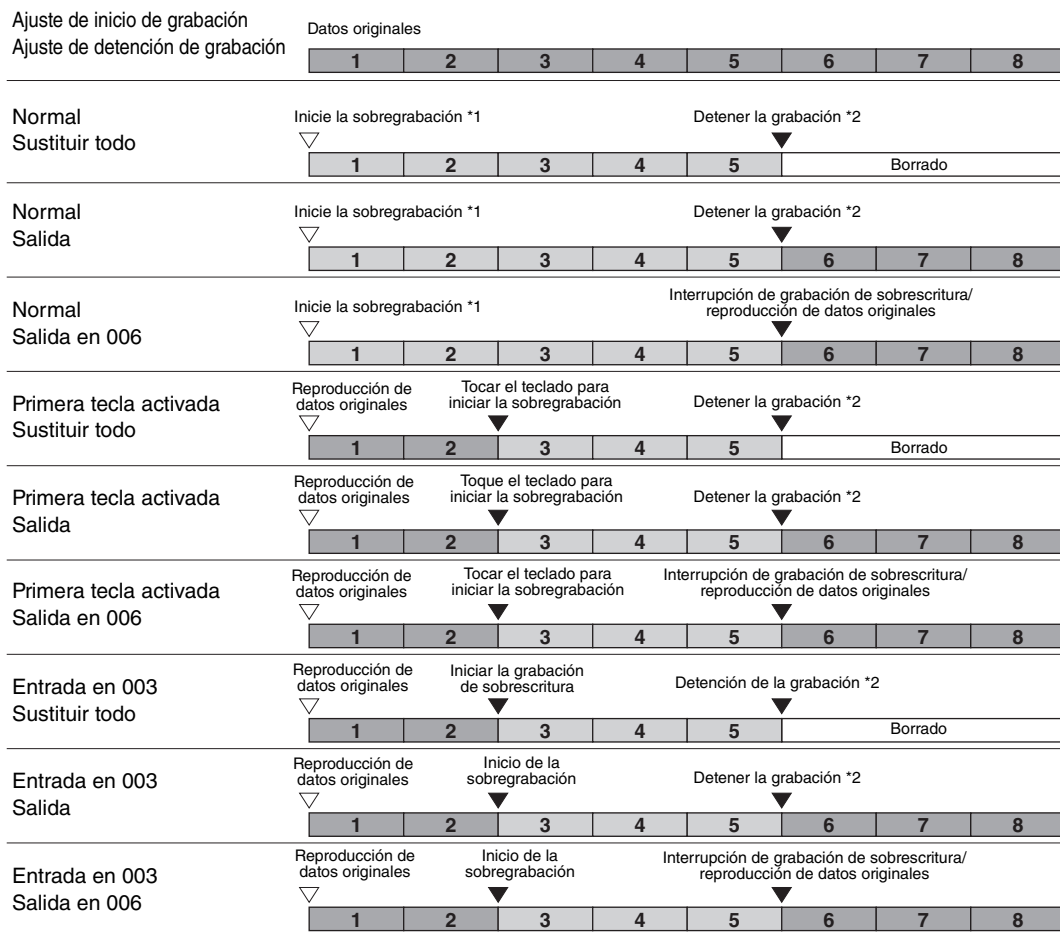 Ajuste de inicio de grabación
Ajuste de detención de grabación
Datos originales
1 2 3 4 5 6 7 8
Normal
Sustituir todo
Inicie la sobregrabación *1
Detener la grabación *2
1 2 3 4 5 Borrado
Normal
Salida
Inicie la sobregrabación *1
Detener la grabación *2
1 2 3 4 5 6 7 8
Normal
Salida en 006
Inicie la sobregrabación *1
Interrupción de grabación de sobrescritura/
reproducción de datos originales
1 2 3 4 5 6 7 8
Primera tecla activada
Sustituir todo
Reproducción de
datos originales
Tocar el teclado para
iniciar la sobregrabación
Detener la grabación *2
1 2 3 4 5 Borrado
Primera tecla activada
Salida
Reproducción de
datos originales
Toque el teclado para
iniciar la sobregrabación
Detener la grabación *2
1 2 3 4 5 6 7 8
Primera tecla activada
Salida en 006
Reproducción de
datos originales
Tocar el teclado para
iniciar la sobregrabación
Interrupción de grabación de sobrescritura/
reproducción de datos originales
1 2 3 4 5 6 7 8
Entrada en 003
Sustituir todo
Reproducción de
datos originales
Iniciar la grabación
de sobrescritura
Detención de la grabación *2
1 2 3 4 5 Borrado
Entrada en 003
Salida
Reproducción de
datos originales
Inicio de la
sobregrabación
Detener la grabación *2
1 2 3 4 5 6 7 8
Entrada en 003
Salida en 006
Reproducción de
datos originales
Inicio de la
sobregrabación
Interrupción de grabación de sobrescritura/
reproducción de datos originales
1 2 3 4 5 6 7 8